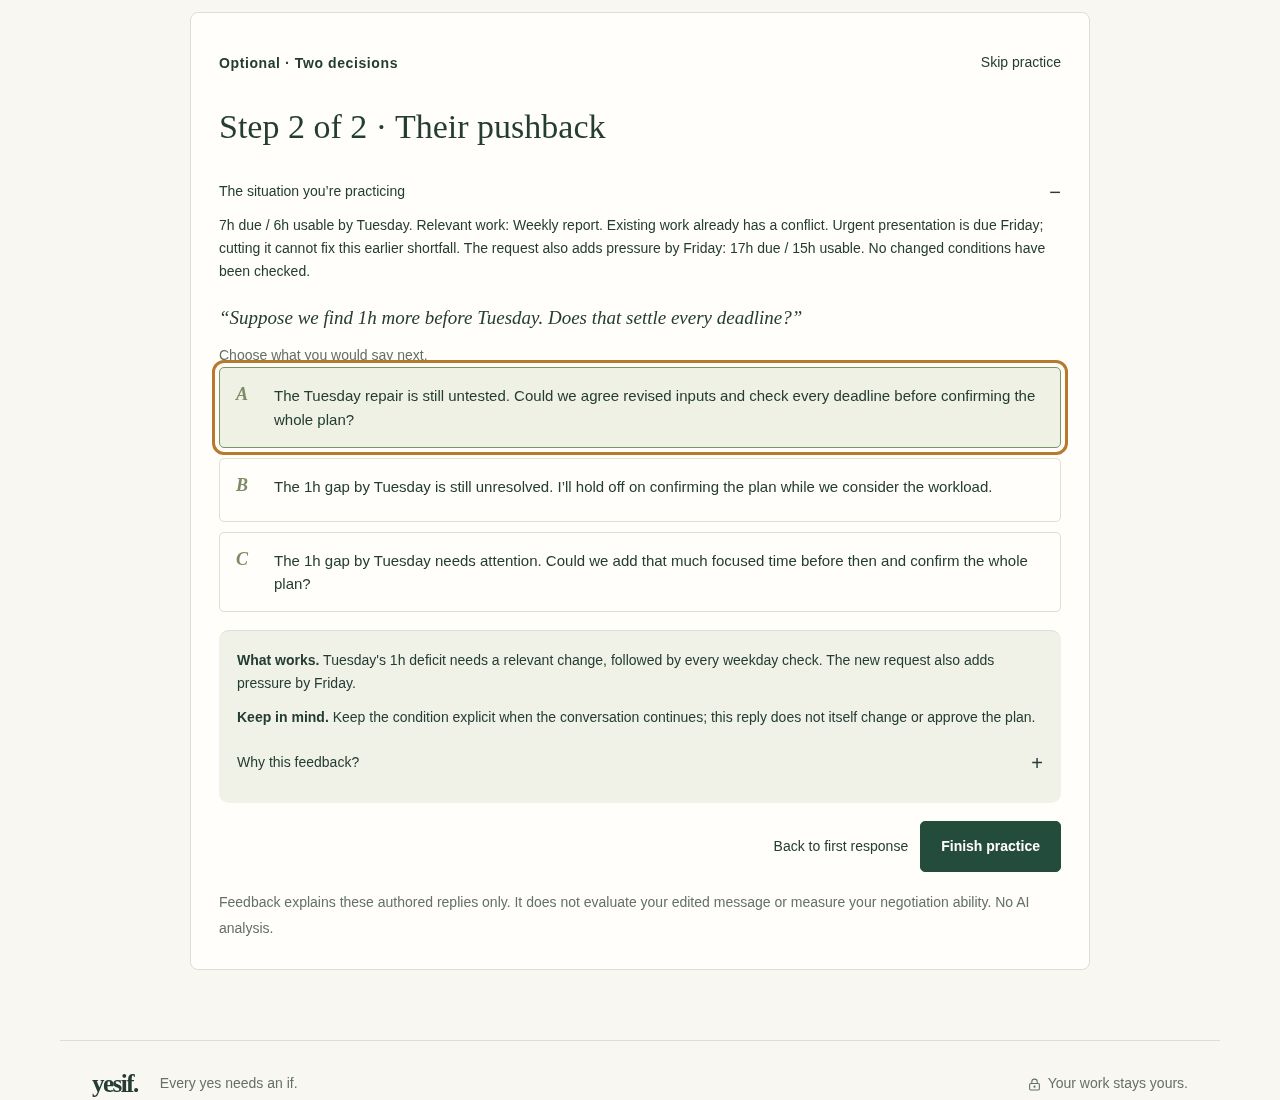 Optional · Two decisions
Skip practice
Step 2 of 2 · Their pushback
The situation you’re practicing
−
7h due / 6h usable by Tuesday. Relevant work: Weekly report. Existing work already has a conflict. Urgent presentation is due Friday;
cutting it cannot fix this earlier shortfall. The request also adds pressure by Friday: 17h due / 15h usable. No changed conditions have
been checked.
“Suppose we find 1h more before Tuesday. Does that settle every deadline?”
Choose what you would say next.
A
The Tuesday repair is still untested. Could we agree revised inputs and check every deadline before confirming the
whole plan?
B
The 1h gap by Tuesday is still unresolved. I’ll hold off on confirming the plan while we consider the workload.
C
The 1h gap by Tuesday needs attention. Could we add that much focused time before then and confirm the whole
plan?
What works. Tuesday's 1h deficit needs a relevant change, followed by every weekday check. The new request also adds
pressure by Friday.
Keep in mind. Keep the condition explicit when the conversation continues; this reply does not itself change or approve the plan.
Why this feedback?
+
Back to first response
Finish practice
Feedback explains these authored replies only. It does not evaluate your edited message or measure your negotiation ability. No AI
analysis.
yesif.
Every yes needs an if.
Your work stays yours.